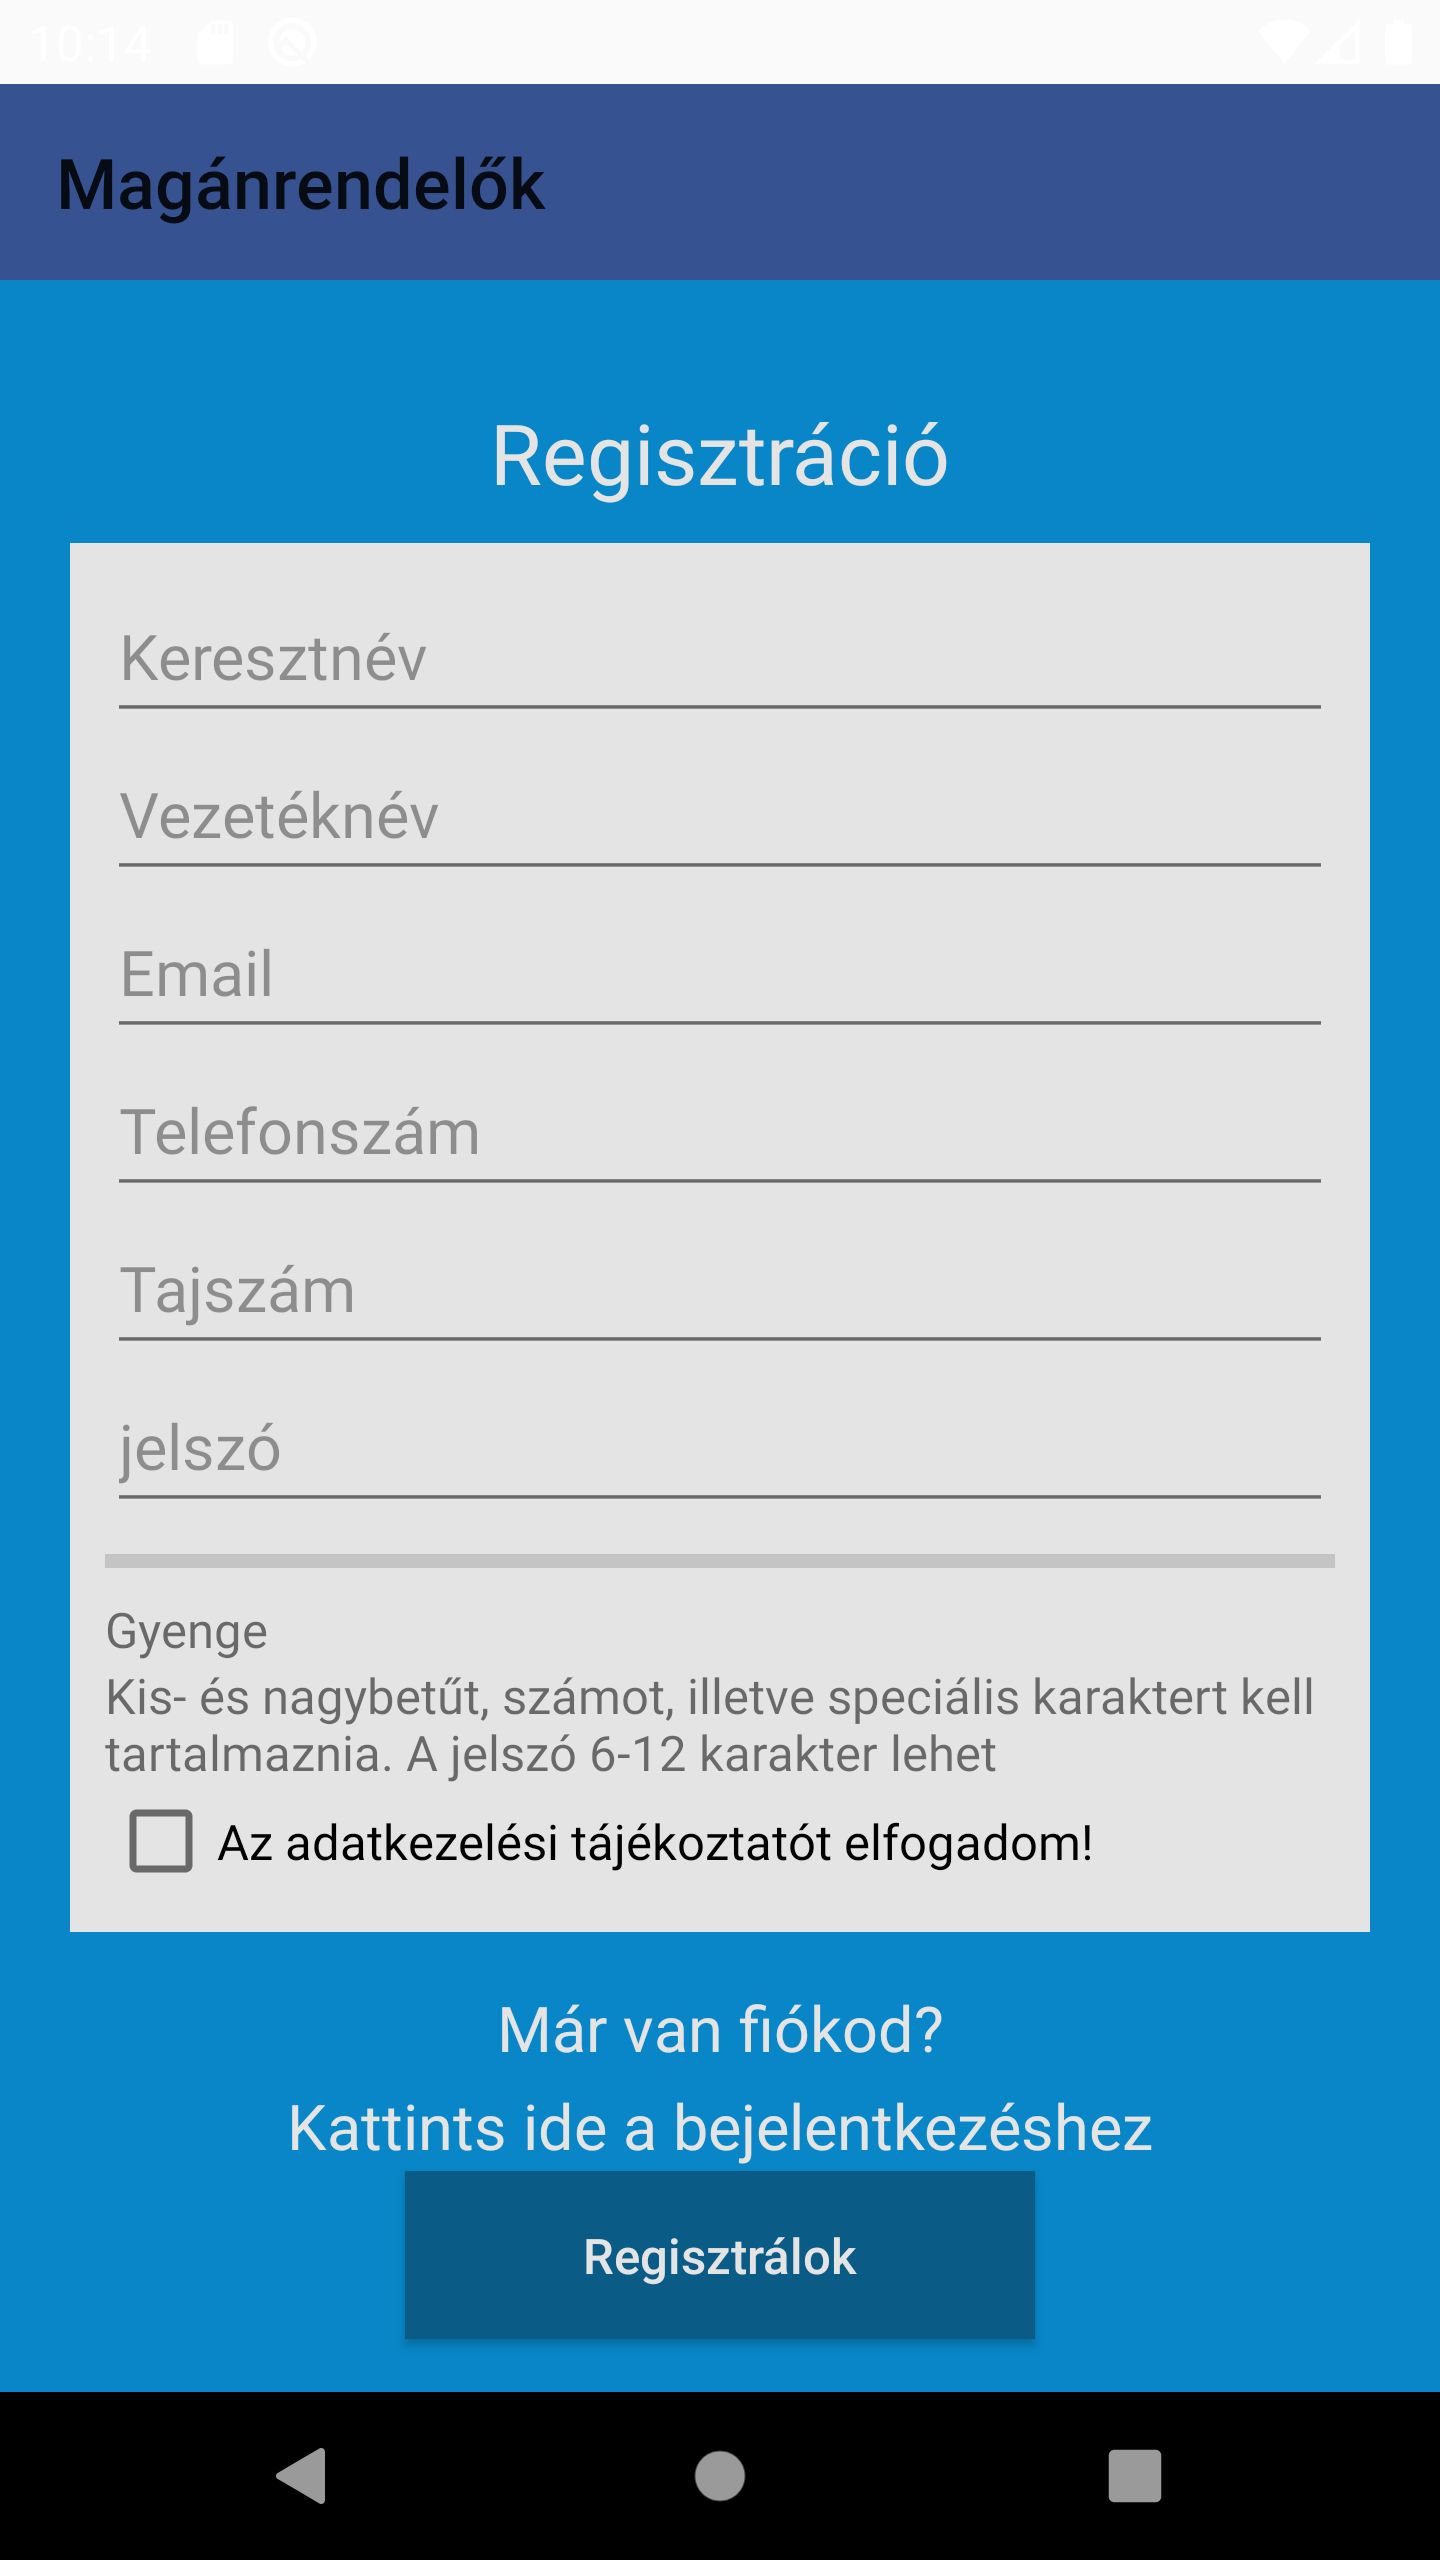 10:14
Magánrendelők
Regisztráció
Keresztnév
Vezetéknév
Email
Telefonszám
Tajszám
jelszó
Gyenge
Kis- és nagybetűt, számot, illetve speciális karaktert kell
tartalmaznia. A jelszó 6-12 karakter lehet
Az adatkezelési tájékoztatót elfogadom!
Már van fiókod?
Kattints ide a bejelentkezéshez
Regisztrálok